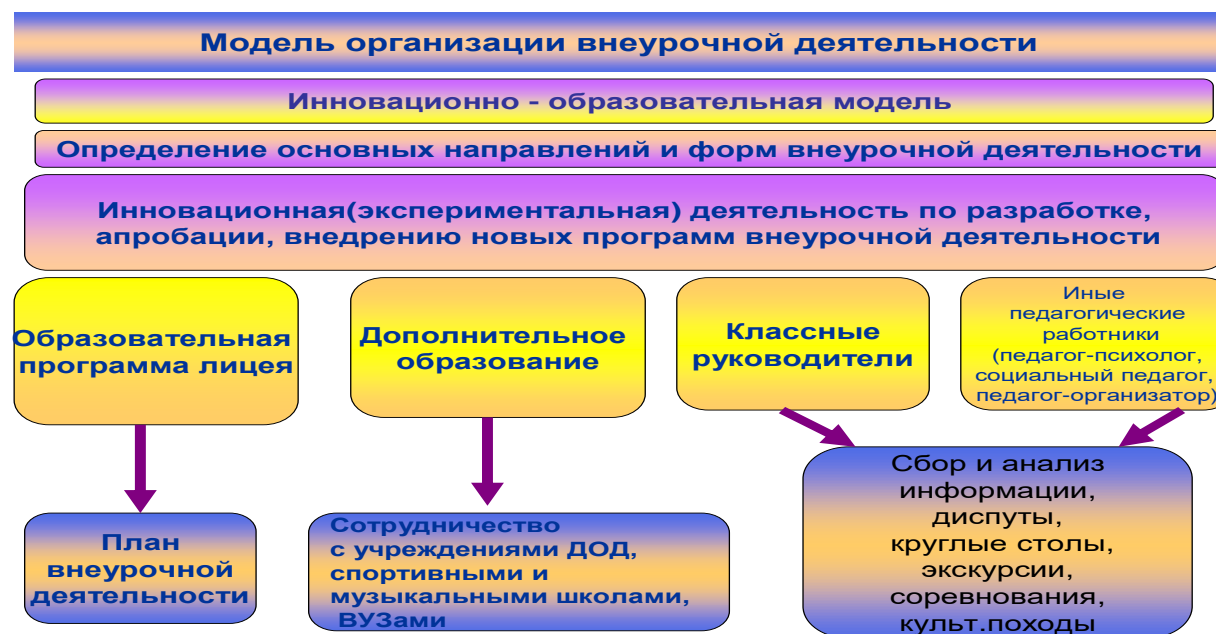 Модель организации внеурочной деятельности
Инновационно - образовательная модель
Определение основных направлений и форм внеурочной деятельности
Инновационная(экспериментальная) деятельность по разработке,
апробации, внедрению новых программ внеурочной деятельности
Образовательная
программа лицея
Дополнительное
образование
Классные
руководители
Иные
педагогические
работники
(педагог-психолог,
социальный педагог,
педагог-организатор)
План
внеурочной
деятельности
Сотрудничество
с учреждениями ДОД,
спортивными и
музыкальными школами,
ВУЗами
Сбор и анализ
информации,
диспуты,
круглые столы,
экскурсии,
соревнования,
культ.походы